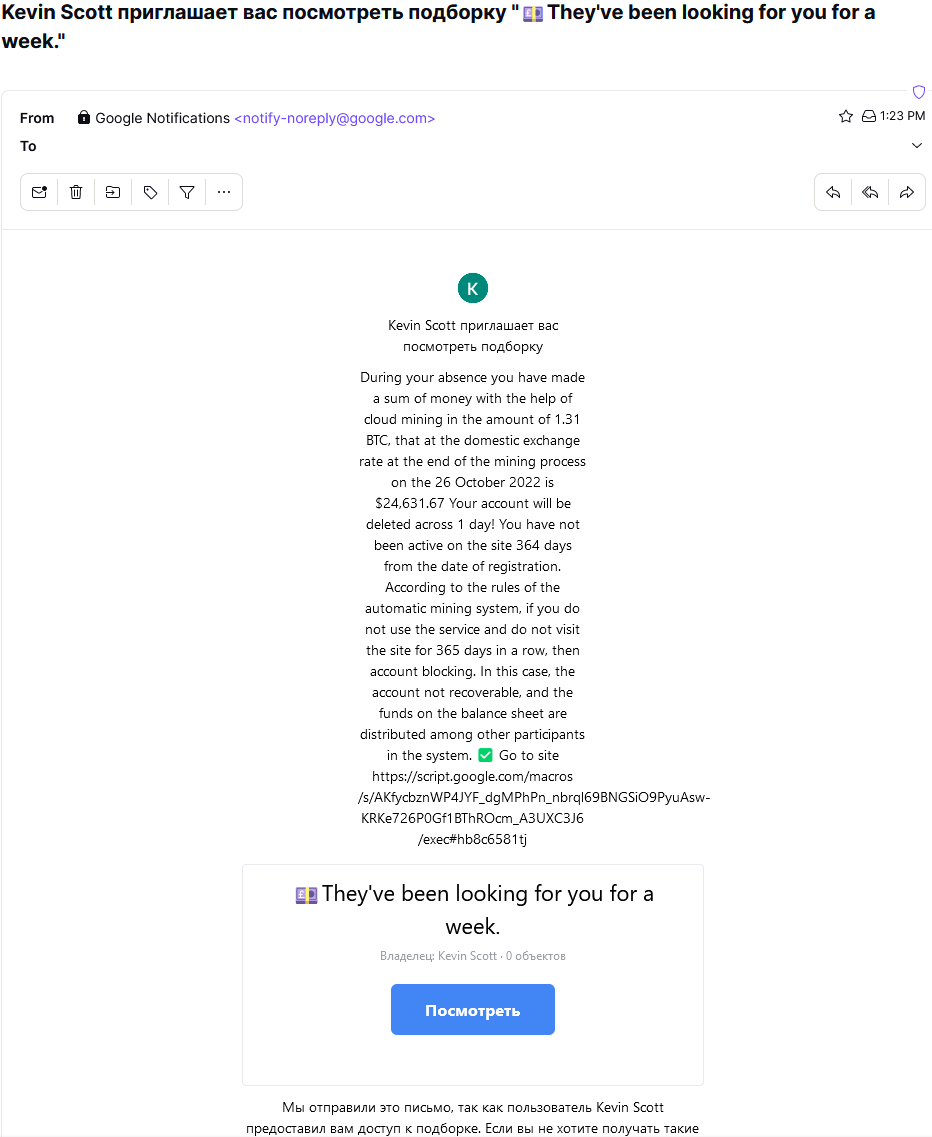 Kevin Scott приглашает вас посмотреть подборку "💷 They've been looking for you for a
week."
From Google Notifications <notify-noreply@google.com> 1:23 PM
To
K
Kevin Scott приглашает вас
посмотреть подборку
During your absence you have made
a sum of money with the help of
cloud mining in the amount of 1.31
BTC, that at the domestic exchange
rate at the end of the mining process
on the 26 October 2022 is
$24,631.67 Your account will be
deleted across 1 day! You have not
been active on the site 364 days
from the date of registration.
According to the rules of the
automatic mining system, if you do
not use the service and do not visit
the site for 365 days in a row, then
account blocking. In this case, the
account not recoverable, and the
funds on the balance sheet are
distributed among other participants
in the system. ✅ Go to site
https://script.google.com/macros
/s/AKfycbznWP4JYF_dgMPhPn_nbrql69BNGSiO9PyuAsw-
KRKe726P0Gf1BThROcm_A3UXC3J6
/exec#hb8c6581tj
💷 They've been looking for you for a
week.
Владелец: Kevin Scott · 0 объектов
Посмотреть
Мы отправили это письмо, так как пользователь Kevin Scott
предоставил вам доступ к подборке. Если вы не хотите получать такие